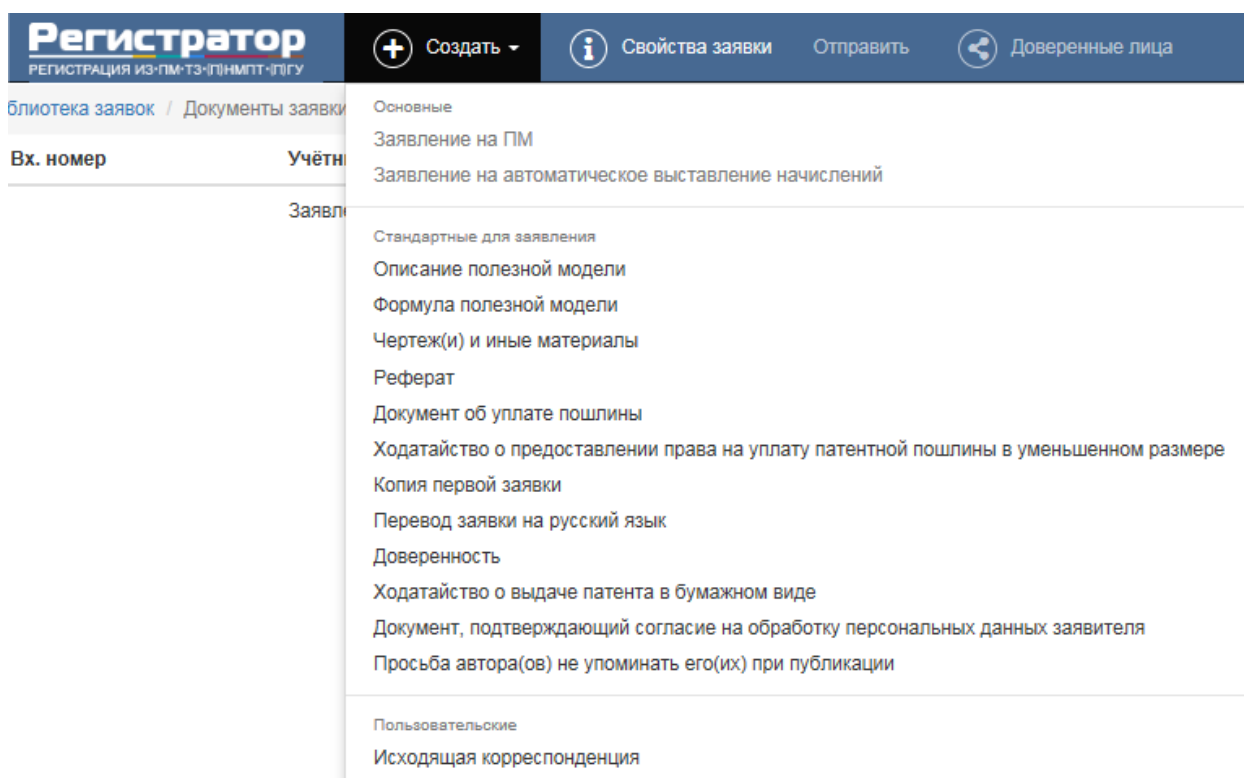 Регистратор
РЕГИСТРАЦИЯ ИЗ•ПМ•ТЗ•(П)НМПТ•(П)ГУ
Создать
Свойства заявки
Отправить
Доверенные лица
блиотека заявок / Документы заявки
Вх. номер
Учётн
Заявл
Основные
Заявление на ПМ
Заявление на автоматическое выставление начислений
Стандартные для заявления
Описание полезной модели
Формула полезной модели
Чертеж(и) и иные материалы
Реферат
Документ об уплате пошлины
Ходатайство о предоставлении права на уплату патентной пошлины в уменьшенном размере
Копия первой заявки
Перевод заявки на русский язык
Доверенность
Ходатайство о выдаче патента в бумажном виде
Документ, подтверждающий согласие на обработку персональных данных заявителя
Просьба автора(ов) не упоминать его(их) при публикации
Пользовательские
Исходящая корреспонденция